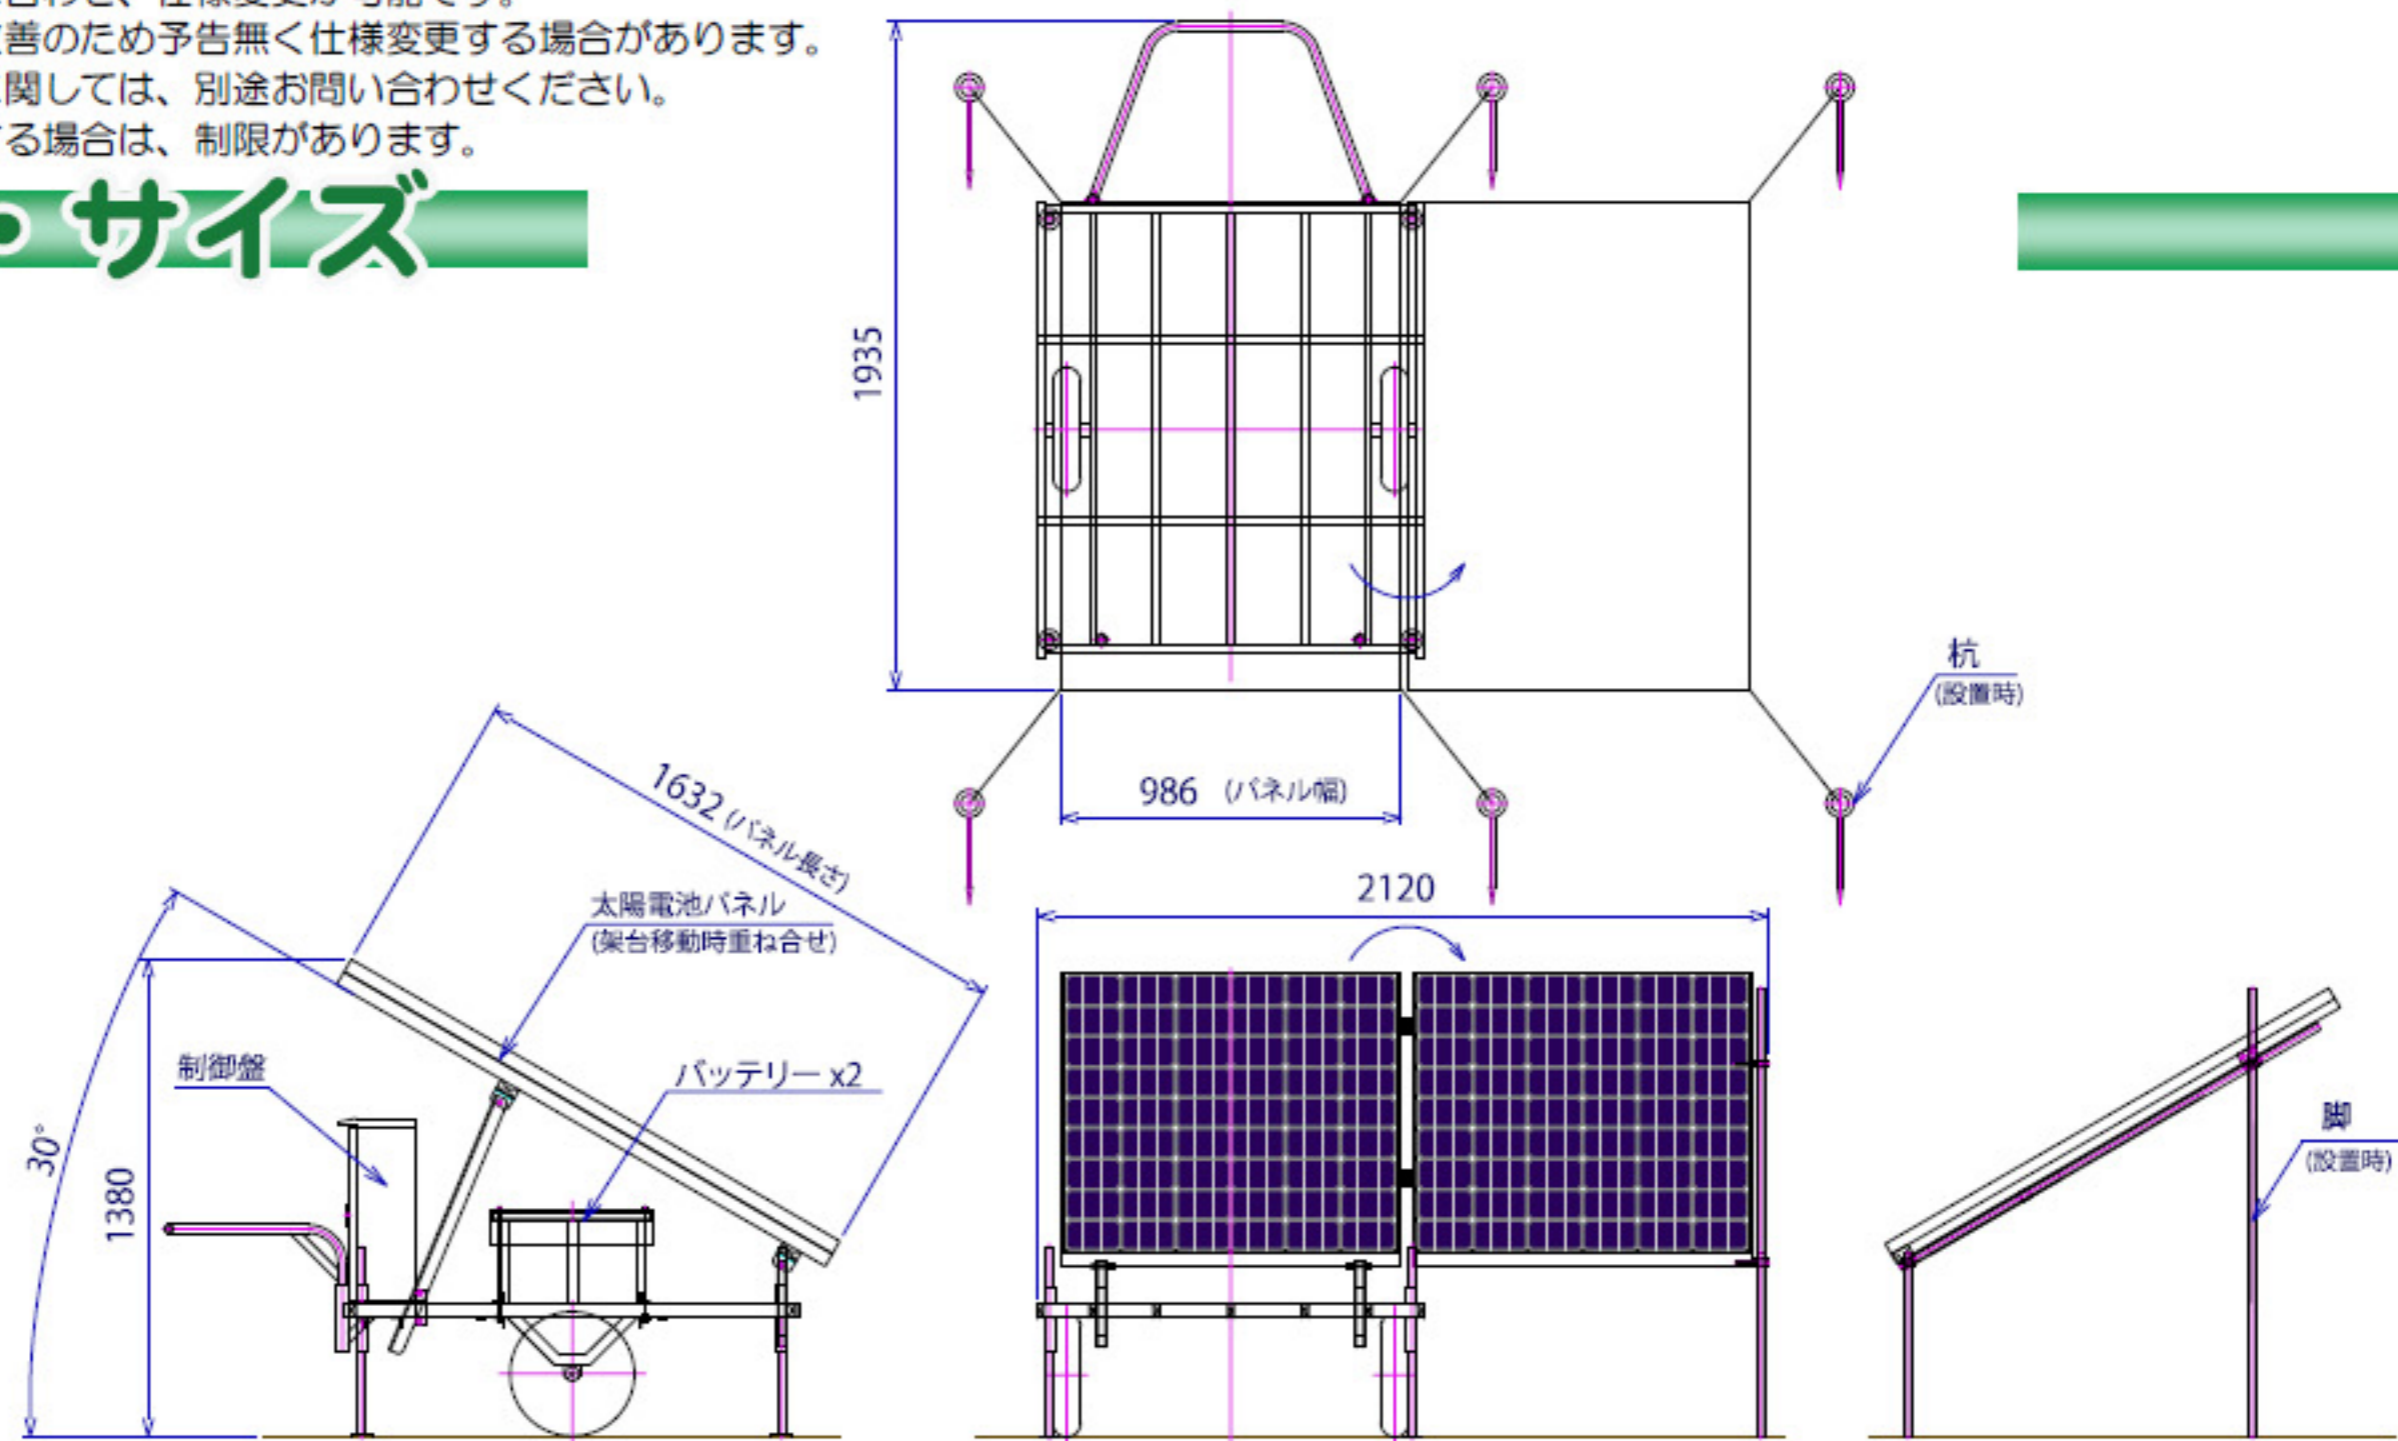 善のため予告無く仕様変更する場合があります。
関しては、別途お問い合わせください。
する場合は、制限があります。
・サイズ
1935
杭
(設置時)
986 (パネル幅)
1632 (パネル長さ)
太陽電池パネル
(架台移動時重ね合せ)
2120
制御盤
バッテリー x2
30°
1380
脚
(設置時)